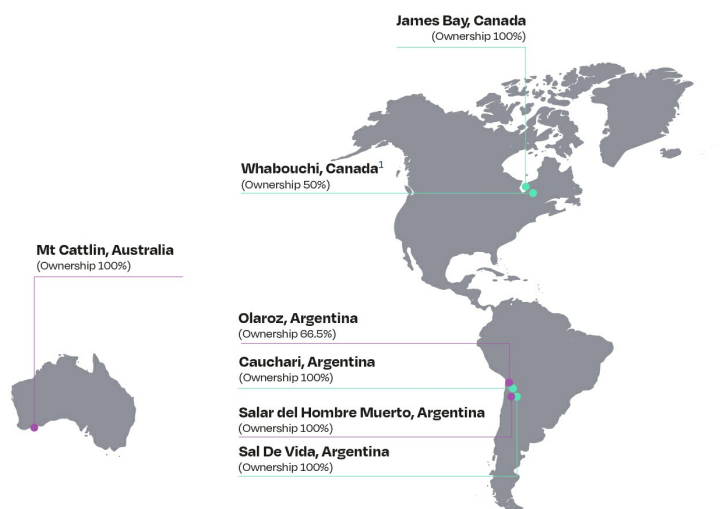 James Bay, Canada
(Ownership 100%)
Whabouchi, Canada¹
(Ownership 50%)
Mt Cattlin, Australia
(Ownership 100%)
Olaroz, Argentina
(Ownership 66.5%)
Cauchari, Argentina
(Ownership 100%)
Salar del Hombre Muerto, Argentina
(Ownership 100%)
Sal De Vida, Argentina
(Ownership 100%)